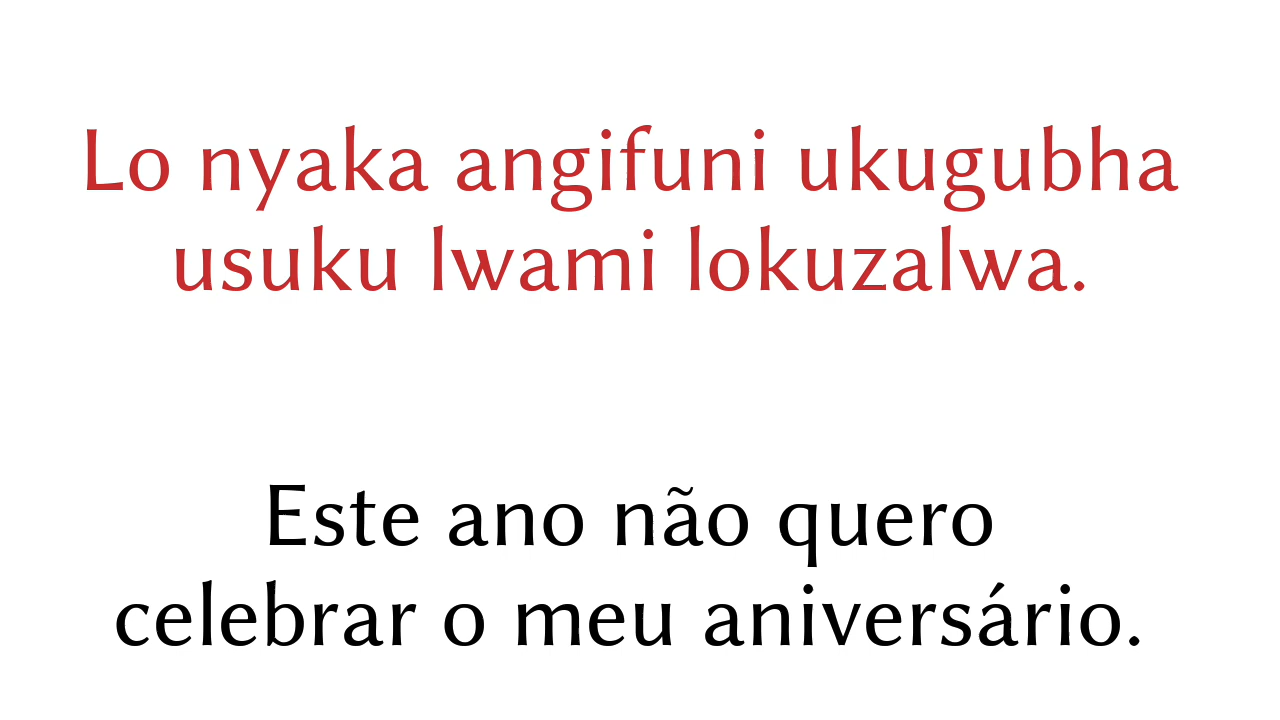 Lo nyaka angifuni ukugubha
usuku lwami lokuzalwa.
Este ano não quero
celebrar o meu aniversário.